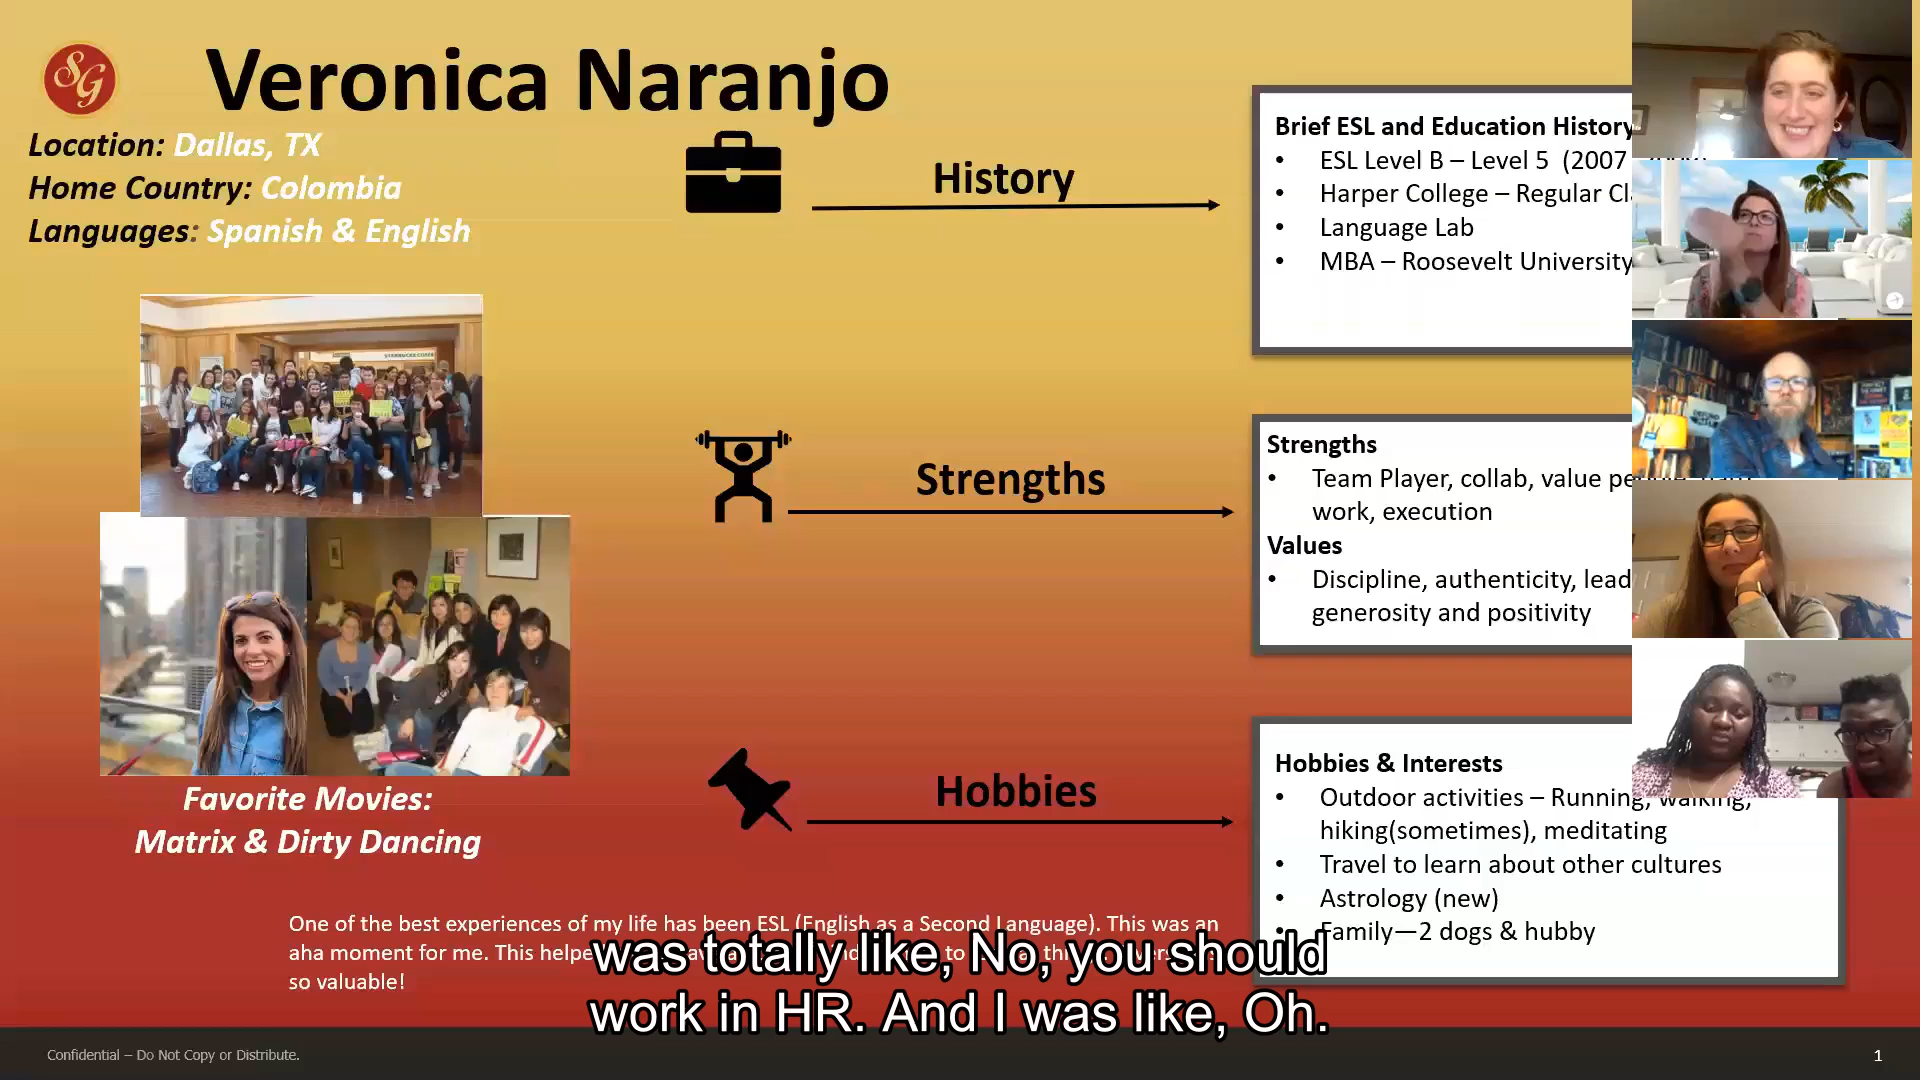 SG
Veronica Naranjo
Location: Dallas, TX
Home Country: Colombia
Languages: Spanish & English
Favorite Movies:
Matrix & Dirty Dancing
History
Strengths
Hobbies
Brief ESL and Education History
ESL Level B – Level 5 (2007
Harper College – Regular
Language Lab
MBA – Roosevelt University
Strengths
Team Player, collab, value
work, execution
Values
Discipline, authenticity,
generosity and positivity
Hobbies & Interests
Outdoor activities – Running, walking,
hiking(sometimes), meditating
Travel to learn about other cultures
Astrology (new)
Family—2 dogs & hubby
One of the best experiences of my life has been ESL (English as a Second Language). This was an
aha moment for me. This
so valuable!
was totally like, No, you should
work in HR. And I was like, Oh.
Confidential – Do Not Copy or Distribute.
1